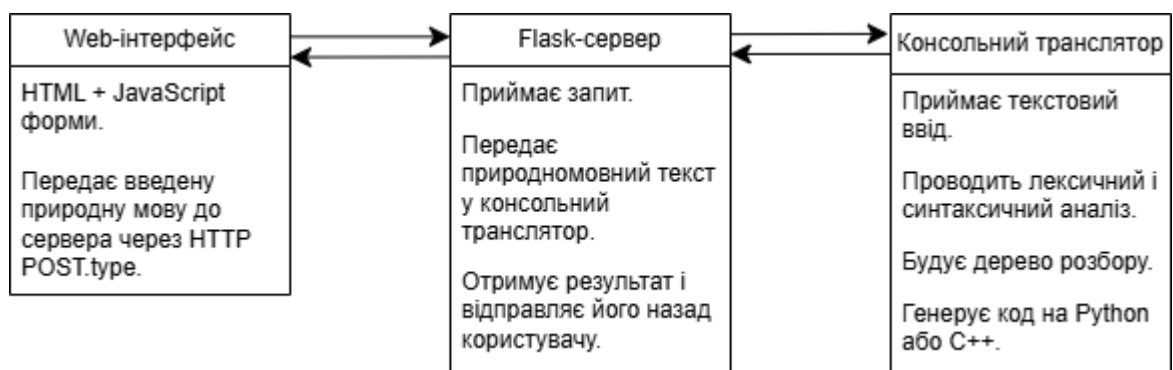 Web-інтерфейс
HTML + JavaScript
форми.
Передає введену
природну мову до
сервера через HTTP
POST.type.
Flask-сервер
Приймає запит.
Передає
природномовний текст
у консольний
транслятор.
Отримує результат і
відправляє його назад
користувачу.
Консольний транслятор
Приймає текстовий
ввід.
Проводить лексичний і
синтаксичний аналіз.
Будує дерево розбору.
Генерує код на Python
або C++.